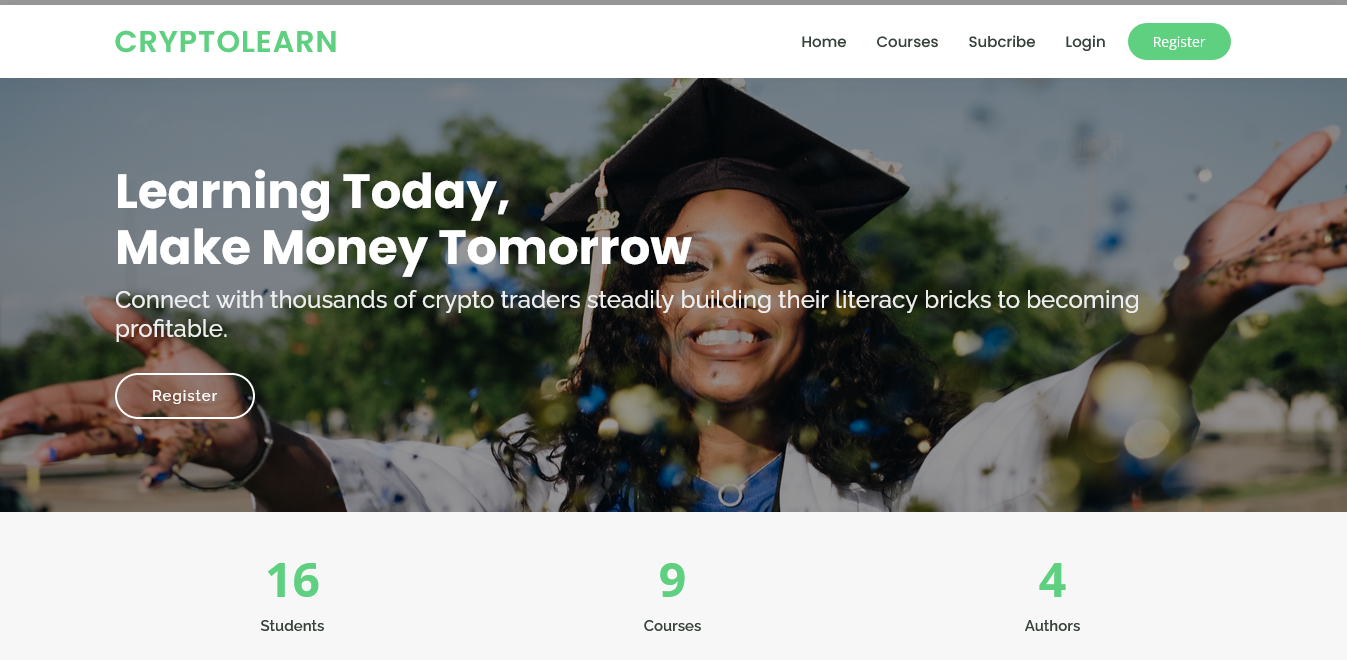 CRYPTOLEARN
Home Courses Subcribe Login Register
Learning Today,
Make Money Tomorrow
Connect with thousands of crypto traders steadily building their literacy bricks to becoming
profitable.
Register
16 9 4
Students Courses Authors